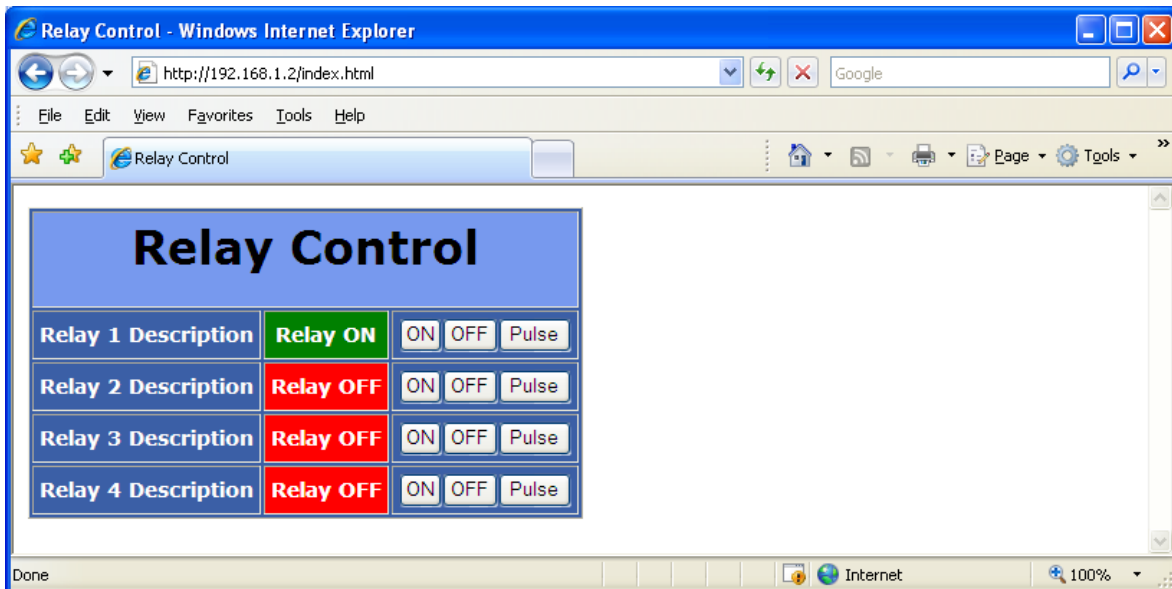 Relay Control - Windows Internet Explorer
http://192.168.1.2/index.html
Google
File Edit View Favorites Tools Help
Relay Control
Page
Tools
»
Relay Control
Relay 1 Description Relay ON ON OFF Pulse
Relay 2 Description Relay OFF ON OFF Pulse
Relay 3 Description Relay OFF ON OFF Pulse
Relay 4 Description Relay OFF ON OFF Pulse
Done
Internet
100%